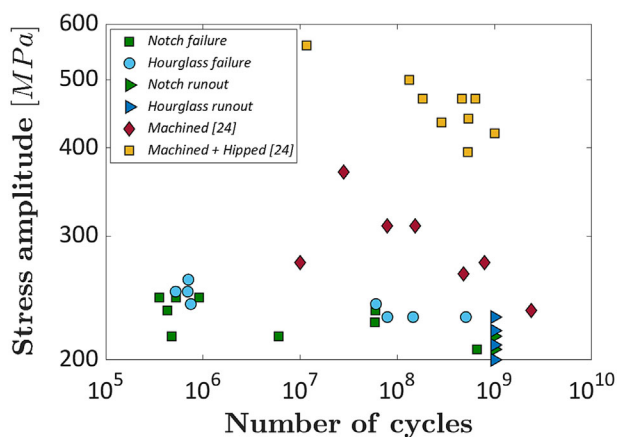 600
500
400
300
200
Stress amplitude [MPa]
Notch failure
Hourglass failure
Notch runout
Hourglass runout
Machined [24]
Machined + Hipped [24]
10^5 10^6 10^7 10^8 10^9 10^10
Number of cycles